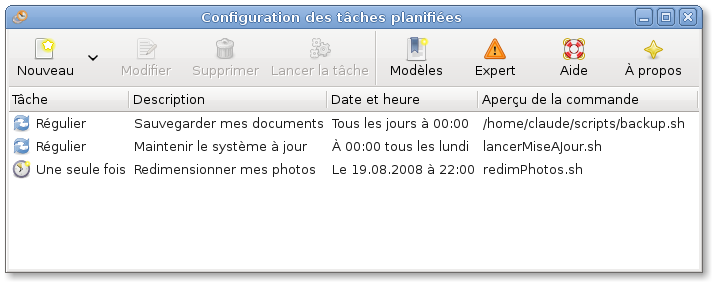 Configuration des tâches planifiées
Nouveau Modifier Supprimer Lancer la tâche Modèles Expert Aide À propos
Tâche Description Date et heure Aperçu de la commande
Régulier Sauvegarder mes documents Tous les jours à 00:00 /home/claude/scripts/backup.sh
Régulier Maintenir le système à jour À 00:00 tous les lundi lancerMiseAJour.sh
Une seule fois Redimensionner mes photos Le 19.08.2008 à 22:00 redimPhotos.sh